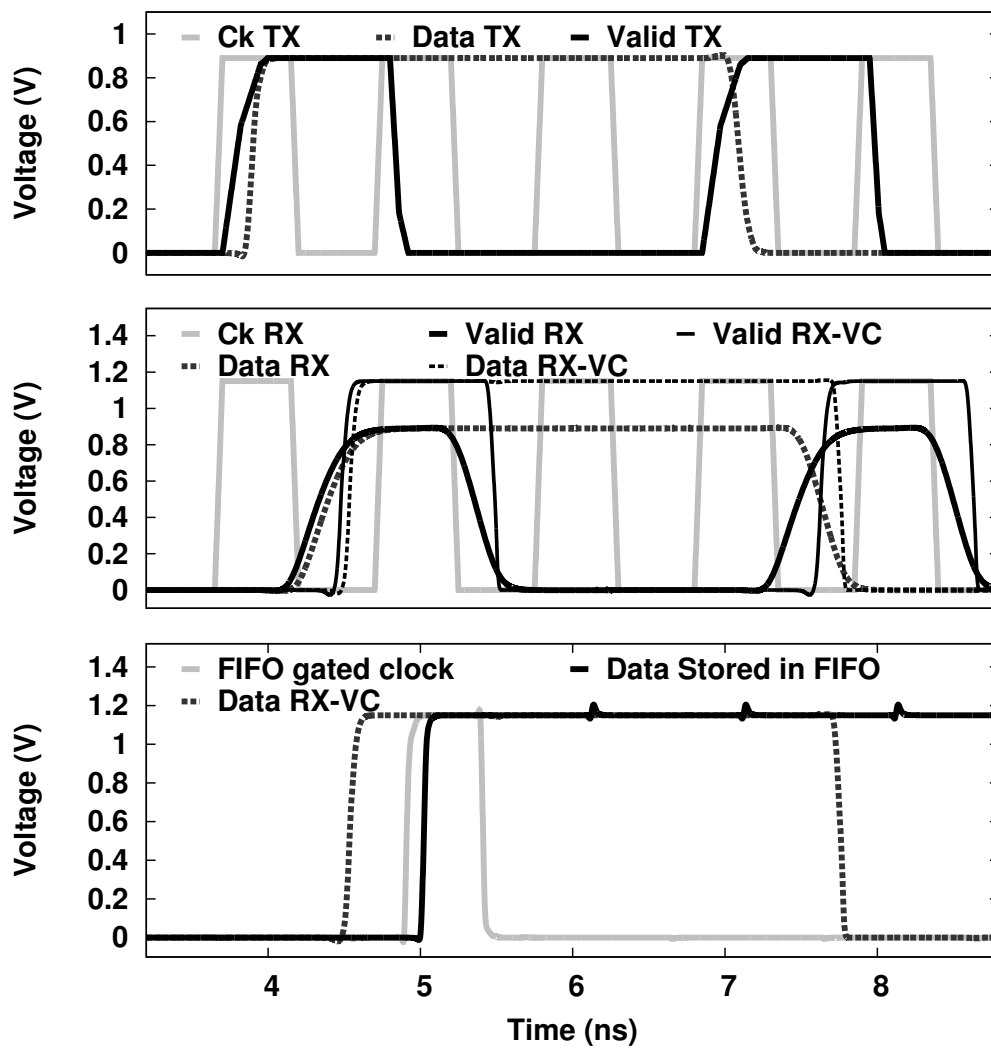 1
0.8
0.6
0.4
0.2
0
Voltage (V)
Ck TX Data TX Valid TX
1.4
1.2
1
0.8
0.6
0.4
0.2
0
Voltage (V)
Ck RX Valid RX Valid RX-VC
Data RX Data RX-VC
1.4
1.2
1
0.8
0.6
0.4
0.2
0
Voltage (V)
FIFO gated clock Data Stored in FIFO
Data RX-VC
4 5 6 7 8
Time (ns)